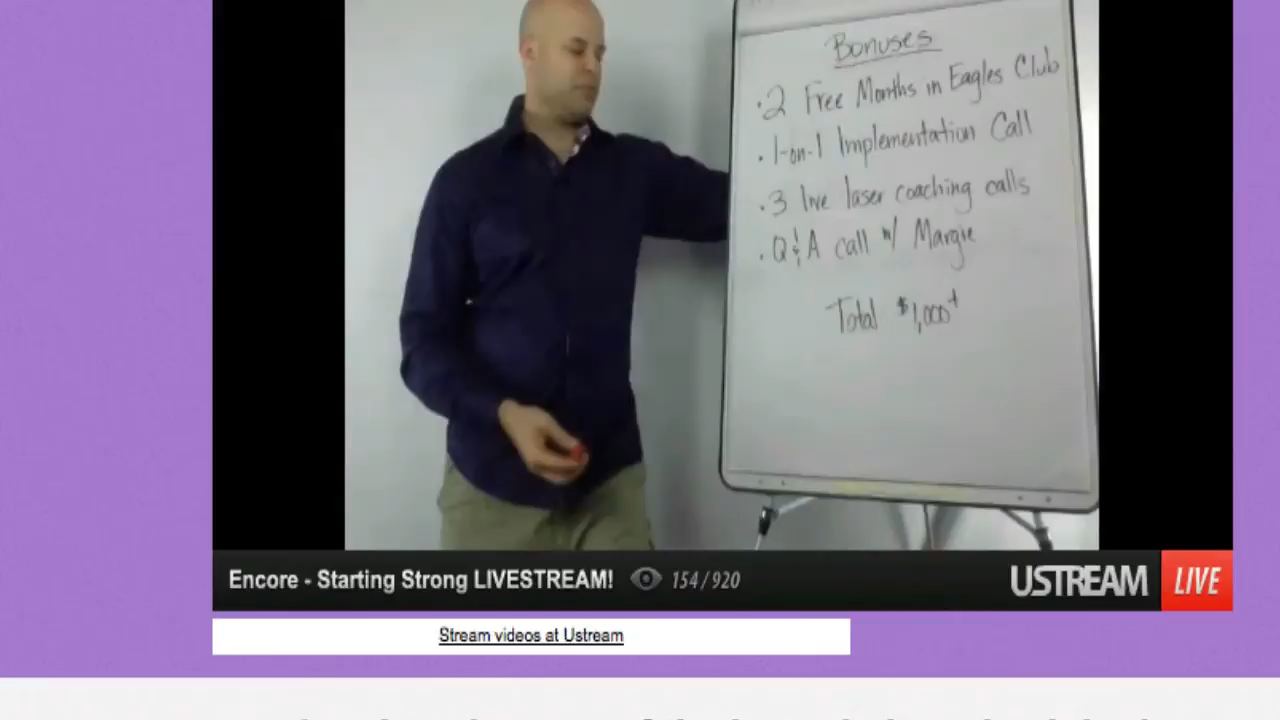 Bonuses
·2 Free Months in Eagles Club
·1-on-1 Implementation Call
·3 live laser coaching calls
·Q & A call w/ Margie
Total $1,000+
Encore - Starting Strong LIVESTREAM! 154/920 USTREAM LIVE
Stream videos at Ustream